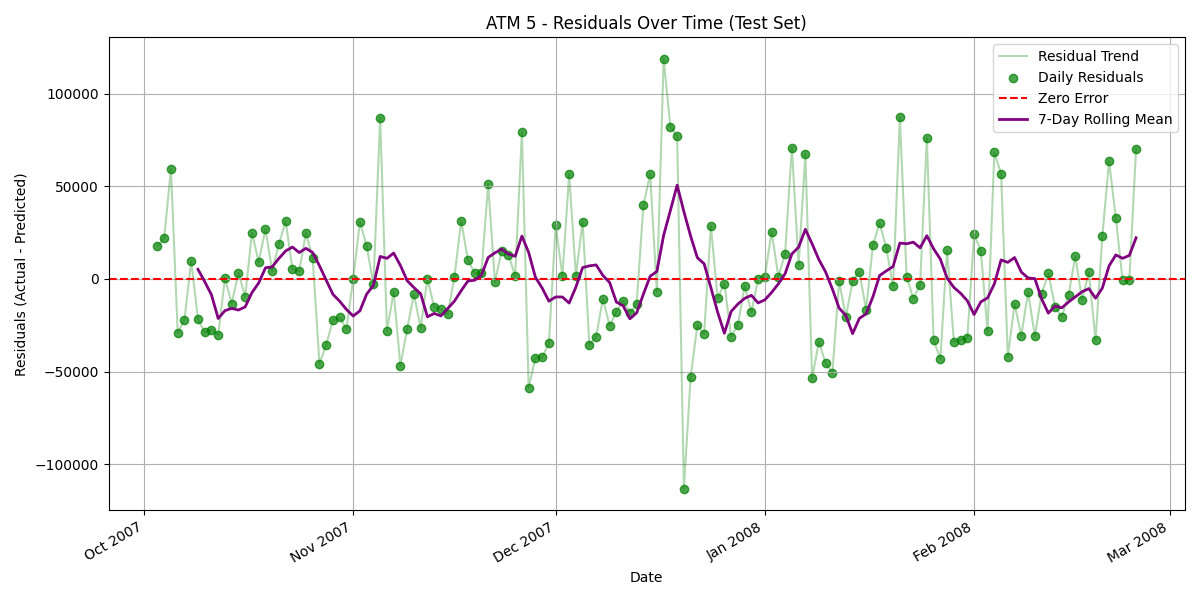 ATM 5 - Residuals Over Time (Test Set)
Residual Trend
Daily Residuals
Zero Error
7-Day Rolling Mean
Residuals (Actual - Predicted)
100000
50000
0
−50000
−100000
Oct 2007
Nov 2007
Dec 2007
Jan 2008
Feb 2008
Mar 2008
Date